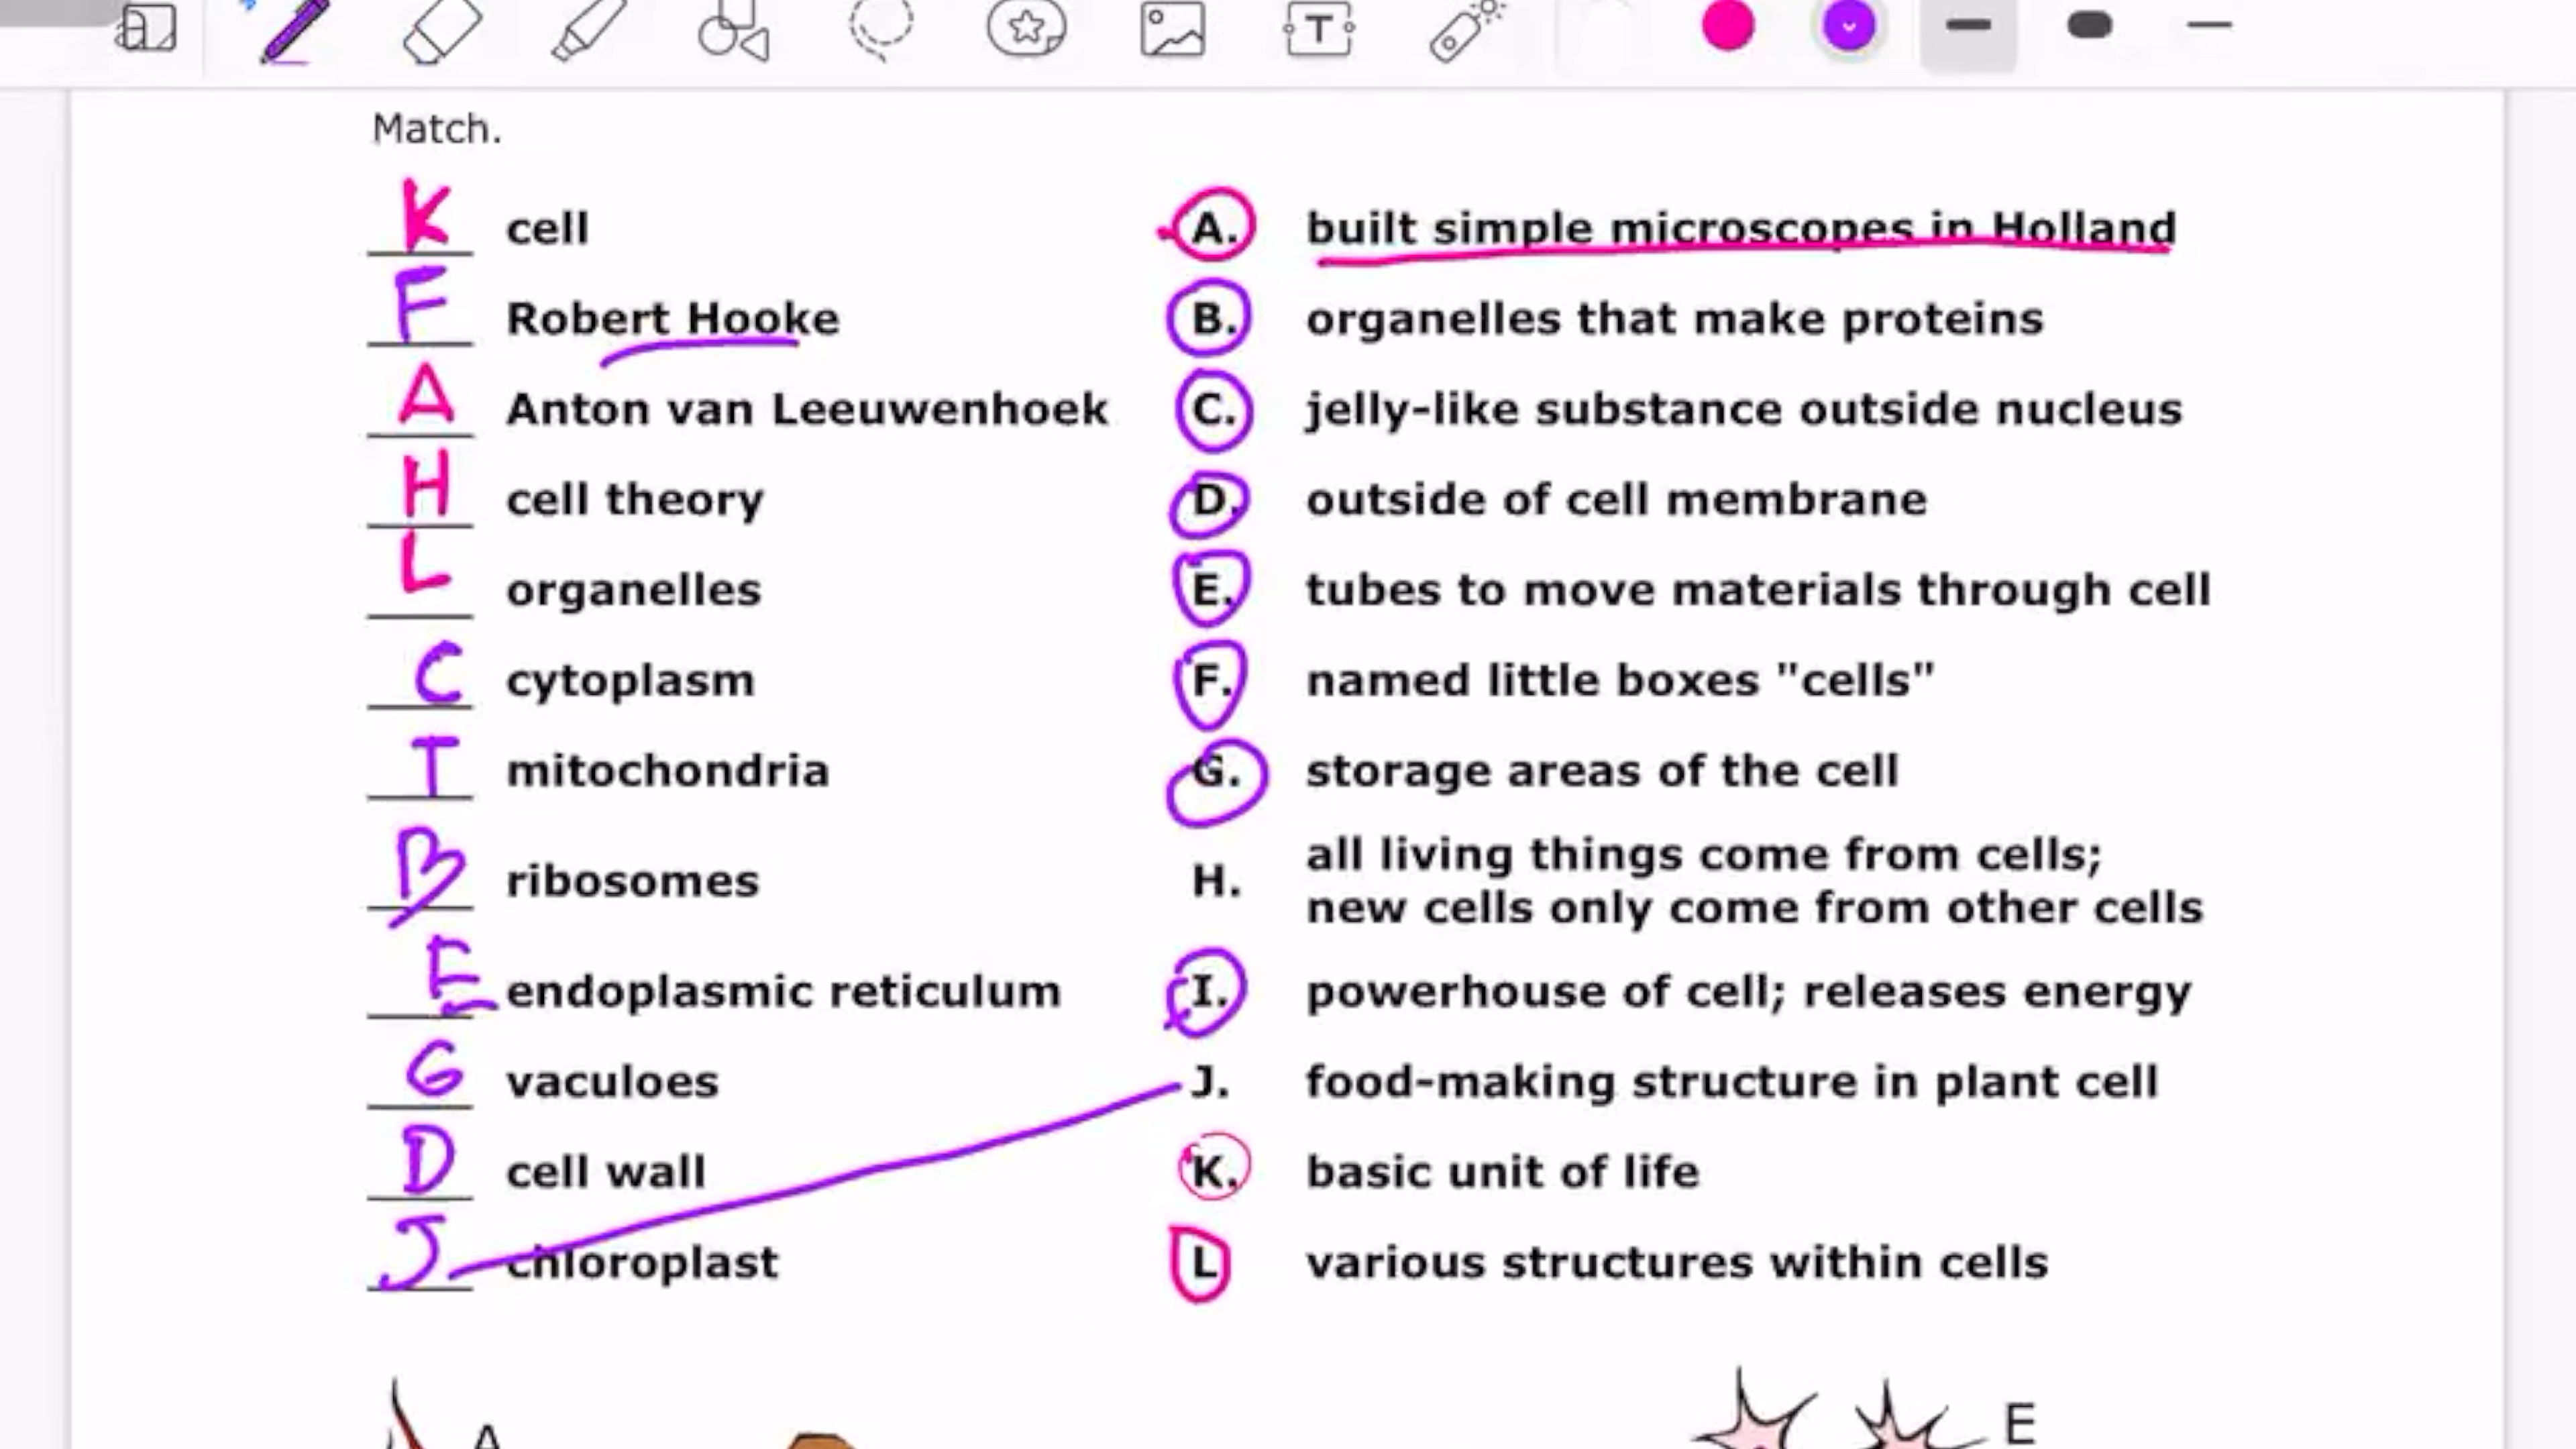 Match.
K cell A. built simple microscopes in Holland
F Robert Hooke B. organelles that make proteins
A Anton van Leeuwenhoek C. jelly-like substance outside nucleus
H cell theory D. outside of cell membrane
L organelles E. tubes to move materials through cell
C cytoplasm F. named little boxes "cells"
I mitochondria G. storage areas of the cell
B ribosomes H. all living things come from cells;
new cells only come from other cells
E endoplasmic reticulum I. powerhouse of cell; releases energy
G vaculoes J. food-making structure in plant cell
D cell wall K. basic unit of life
J chloroplast L various structures within cells
A E